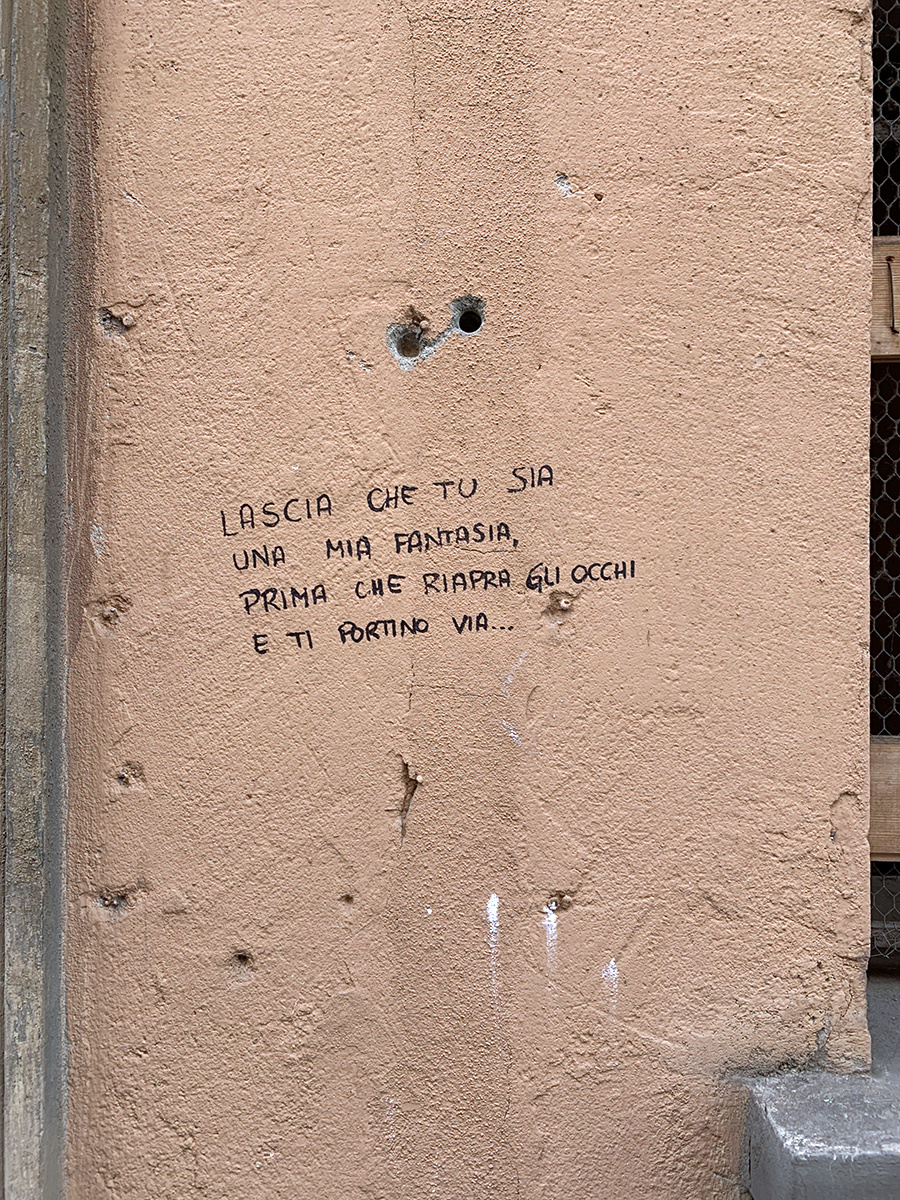 LASCIA CHE TU SIA
UNA MIA FANTASIA,
PRIMA CHE RIAPRA GLI OCCHI
E TI PORTINO VIA...